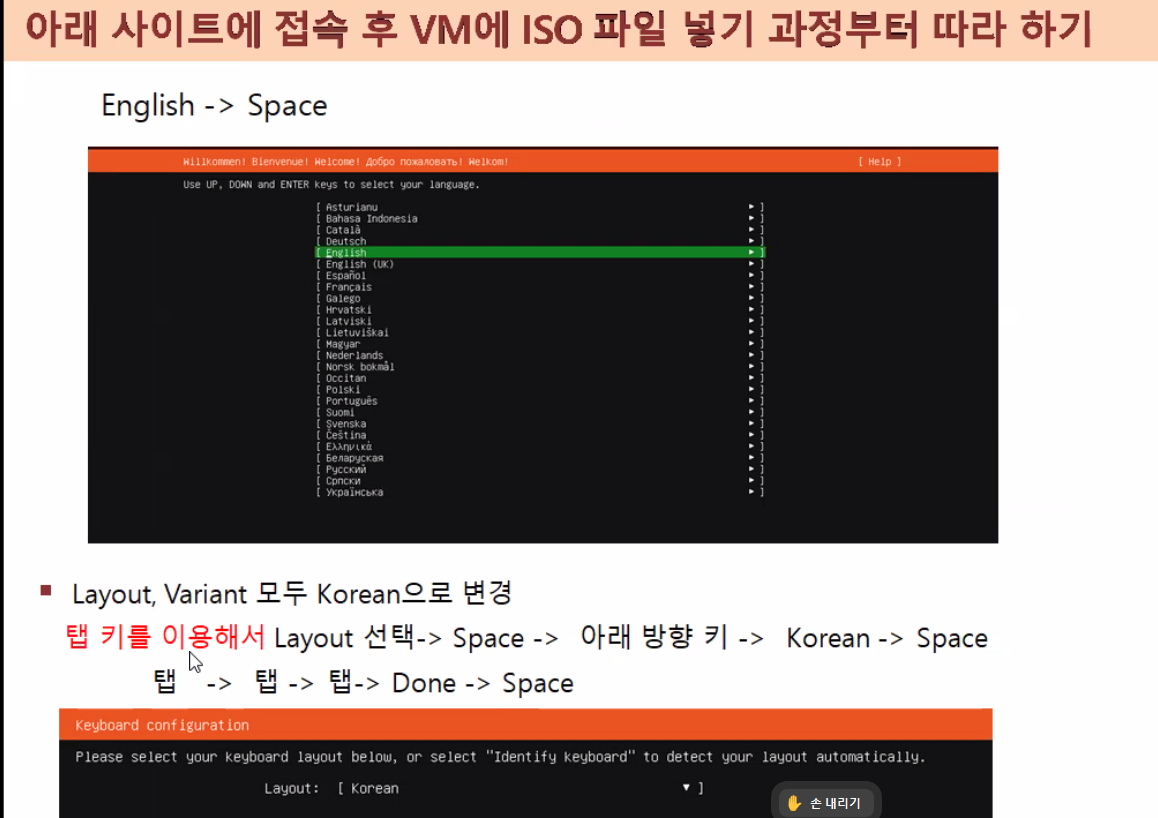 아래 사이트에 접속 후 VM에 ISO 파일 넣기 과정부터 따라 하기
English -> Space
Willkommen! Bienvenue! Welcome! Добро пожаловать! Welkom! [ Help ]
Use UP, DOWN and ENTER keys to select your language.
[ Asturianu ▸ ]
[ Bahasa Indonesia ▸ ]
[ Català ▸ ]
[ Deutsch ▸ ]
[ English ▸ ]
[ English (UK) ▸ ]
[ Español ▸ ]
[ Français ▸ ]
[ Galego ▸ ]
[ Hrvatski ▸ ]
[ Latviski ▸ ]
[ Lietuviškai ▸ ]
[ Magyar ▸ ]
[ Nederlands ▸ ]
[ Norsk bokmål ▸ ]
[ Occitan ▸ ]
[ Polski ▸ ]
[ Português ▸ ]
[ Suomi ▸ ]
[ Svenska ▸ ]
[ Čeština ▸ ]
[ Ελληνικά ▸ ]
[ Беларуская ▸ ]
[ Русский ▸ ]
[ Српски ▸ ]
[ Українська ▸ ]
▪ Layout, Variant 모두 Korean으로 변경
탭 키를 이용해서 Layout 선택-> Space -> 아래 방향 키 -> Korean -> Space
탭 -> 탭 -> 탭-> Done -> Space
Keyboard configuration
Please select your keyboard layout below, or select "Identify keyboard" to detect your layout automatically.
Layout: [ Korean ▾ ]
✋ 손 내리기